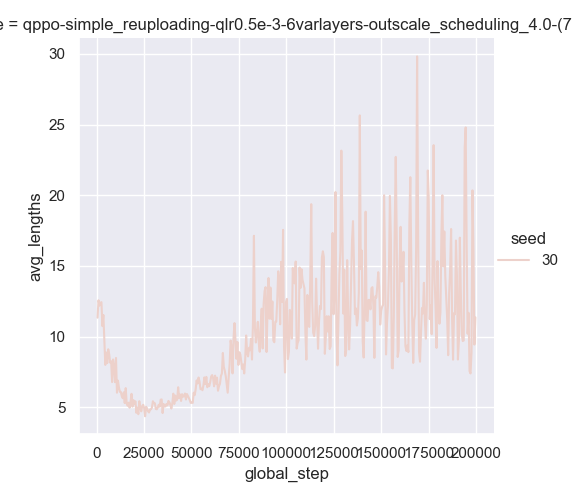 e = qppo-simple_reuploading-qlr0.5e-3-6varlayers-outscale_scheduling_4.0-(7
30
25
20
15
10
5
avg_lengths
0 25000 50000 75000 100000 125000 150000 175000 200000
global_step
seed
30